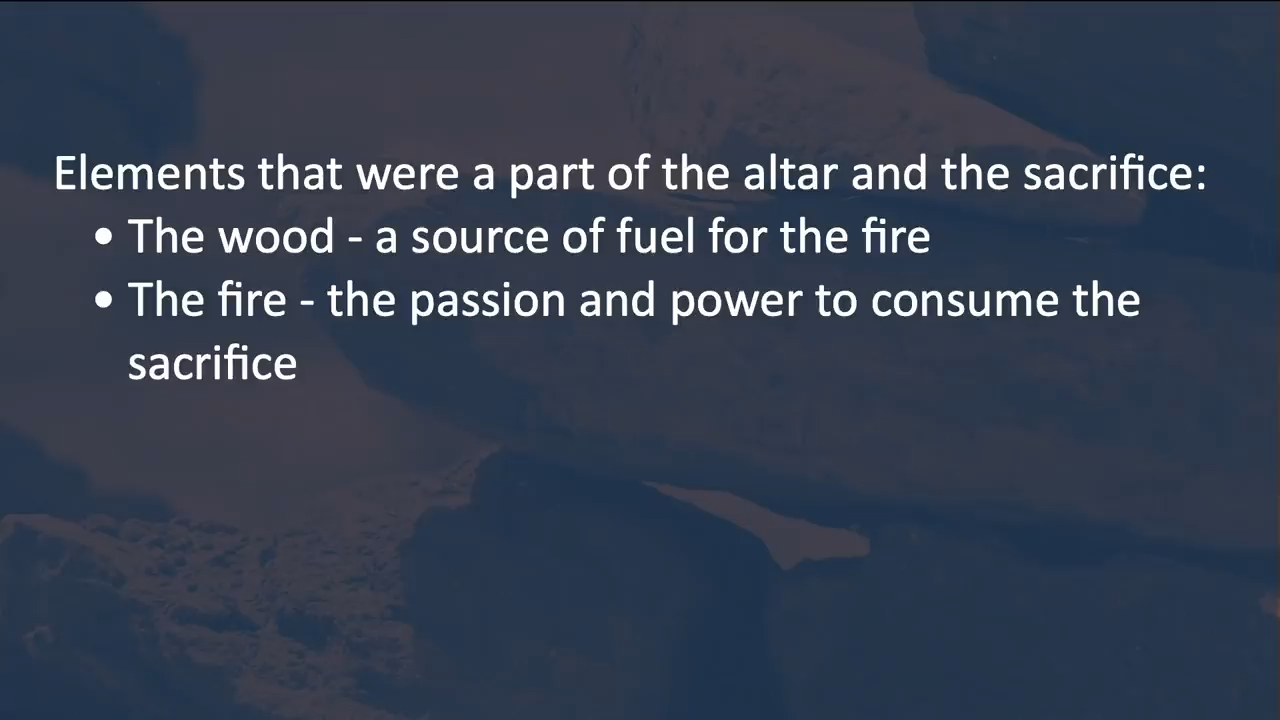 Elements that were a part of the altar and the sacrifice:
• The wood - a source of fuel for the fire
• The fire - the passion and power to consume the
sacrifice